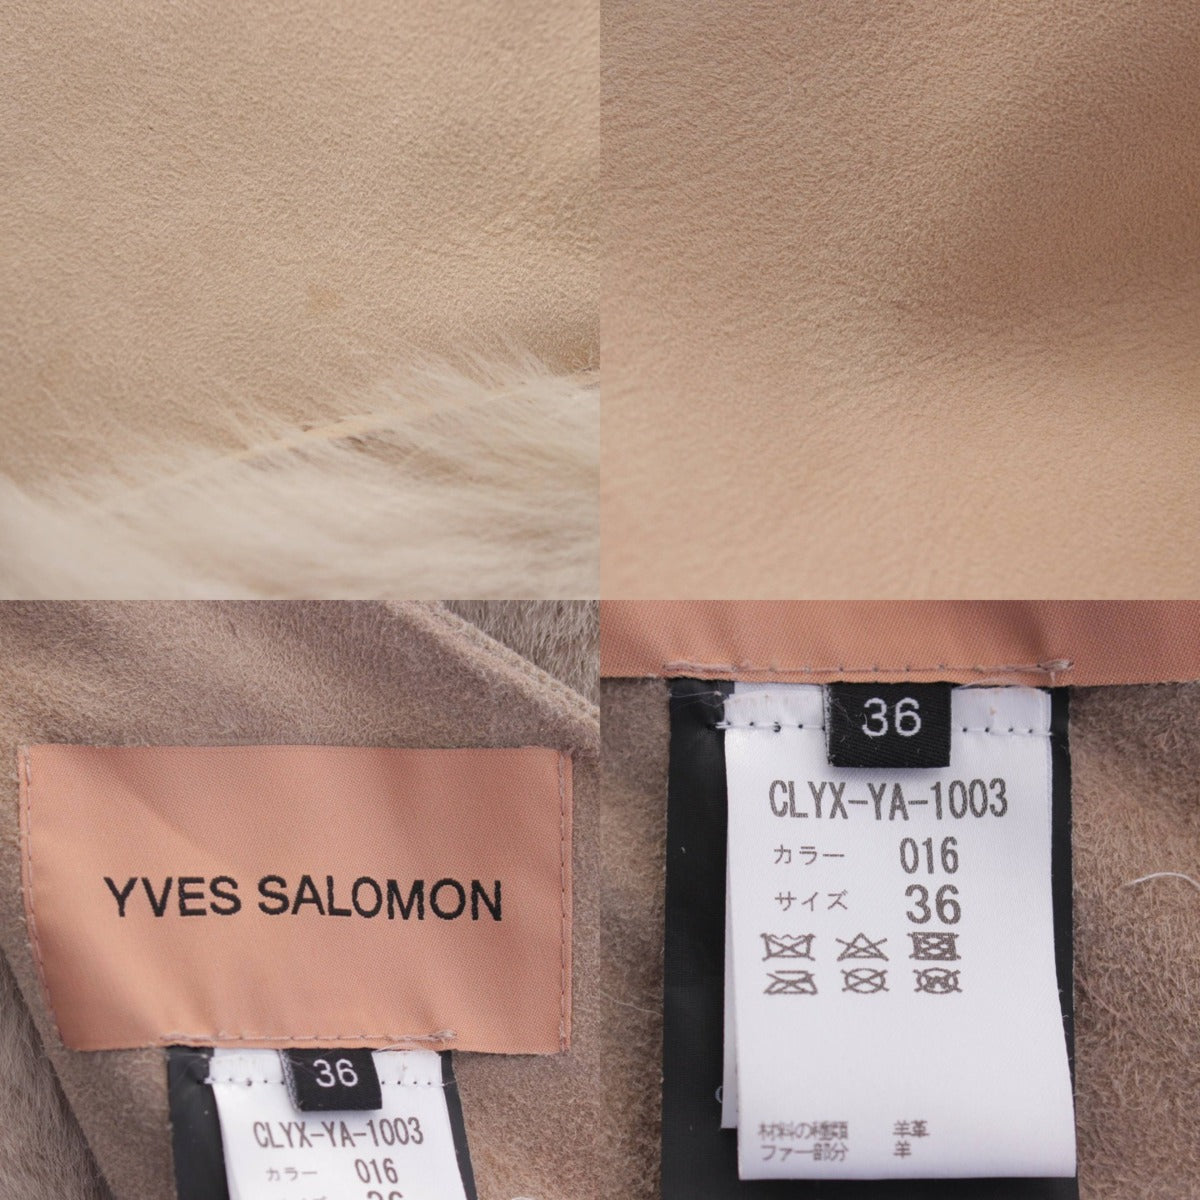 YVES SALOMON
36
CLYX-YA-1003
カラー 016
36
CLYX-YA-1003
カラー 016
サイズ 36
材料の種類 羊革
ファー部分 羊